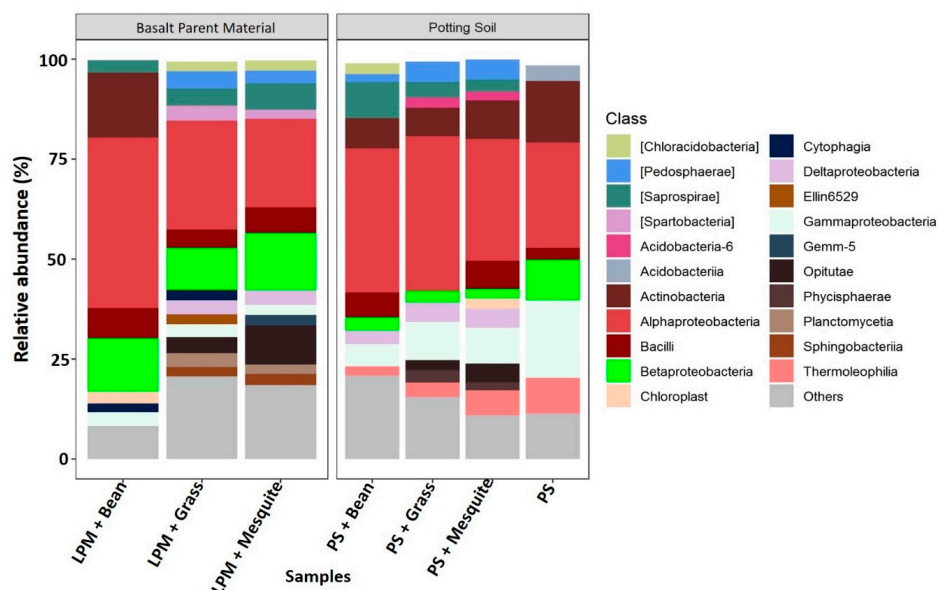 Basalt Parent Material
Potting Soil
Relative abundance (%)
100
75
50
25
0
LPM + Bean
LPM + Grass
LPM + Mesquite
PS + Bean
PS + Grass
PS + Mesquite
PS
Samples
Class
[Chloracidobacteria]
[Pedosphaerae]
[Saprospirae]
[Spartobacteria]
Acidobacteria-6
Acidobacteriia
Actinobacteria
Alphaproteobacteria
Bacilli
Betaproteobacteria
Chloroplast
Cytophagia
Deltaproteobacteria
Ellin6529
Gammaproteobacteria
Gemm-5
Opitutae
Phycisphaerae
Planctomycetia
Sphingobacteriia
Thermoleophilia
Others